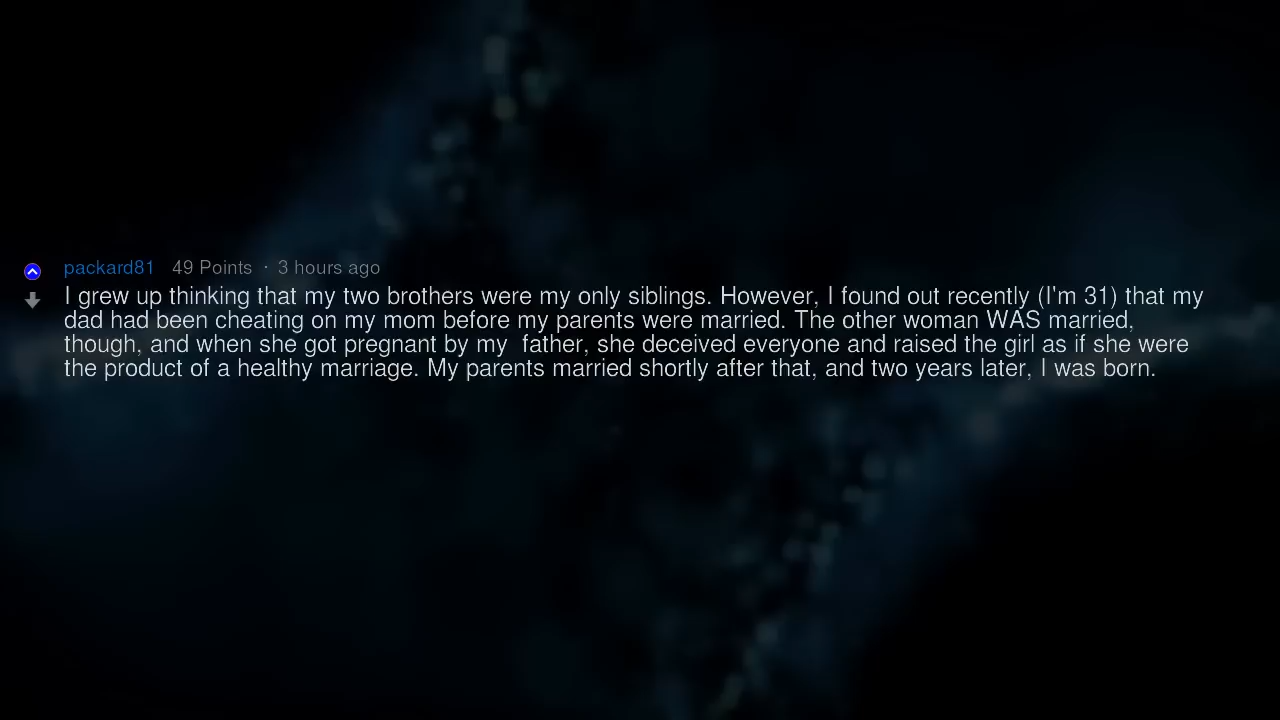 packard81 49 Points · 3 hours ago
I grew up thinking that my two brothers were my only siblings. However, I found out recently (I'm 31) that my
dad had been cheating on my mom before my parents were married. The other woman WAS married,
though, and when she got pregnant by my  father, she deceived everyone and raised the girl as if she were
the product of a healthy marriage. My parents married shortly after that, and two years later, I was born.